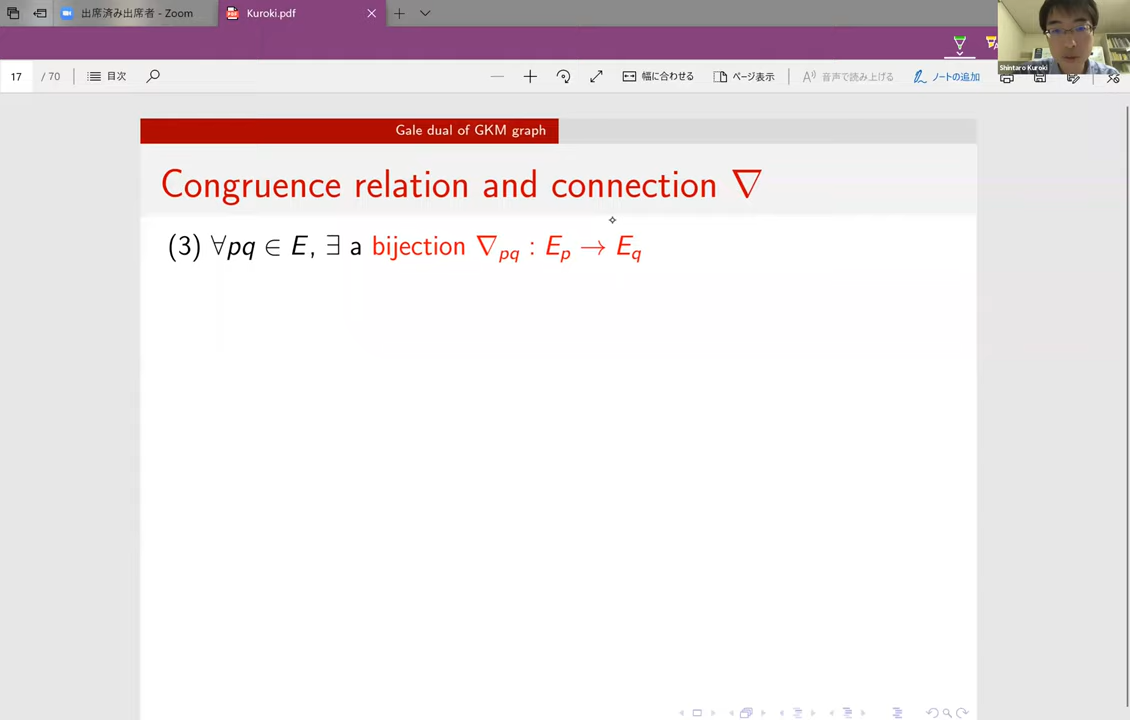 出席済み出席者 - Zoom
Kuroki.pdf
17 / 70 目次 幅に合わせる ページ表示 音声で読み上げる ノートの追加
Shintaro Kuroki
Gale dual of GKM graph
Congruence relation and connection ∇
(3) ∀pq ∈ E, ∃ a bijection ∇pq : Ep → Eq